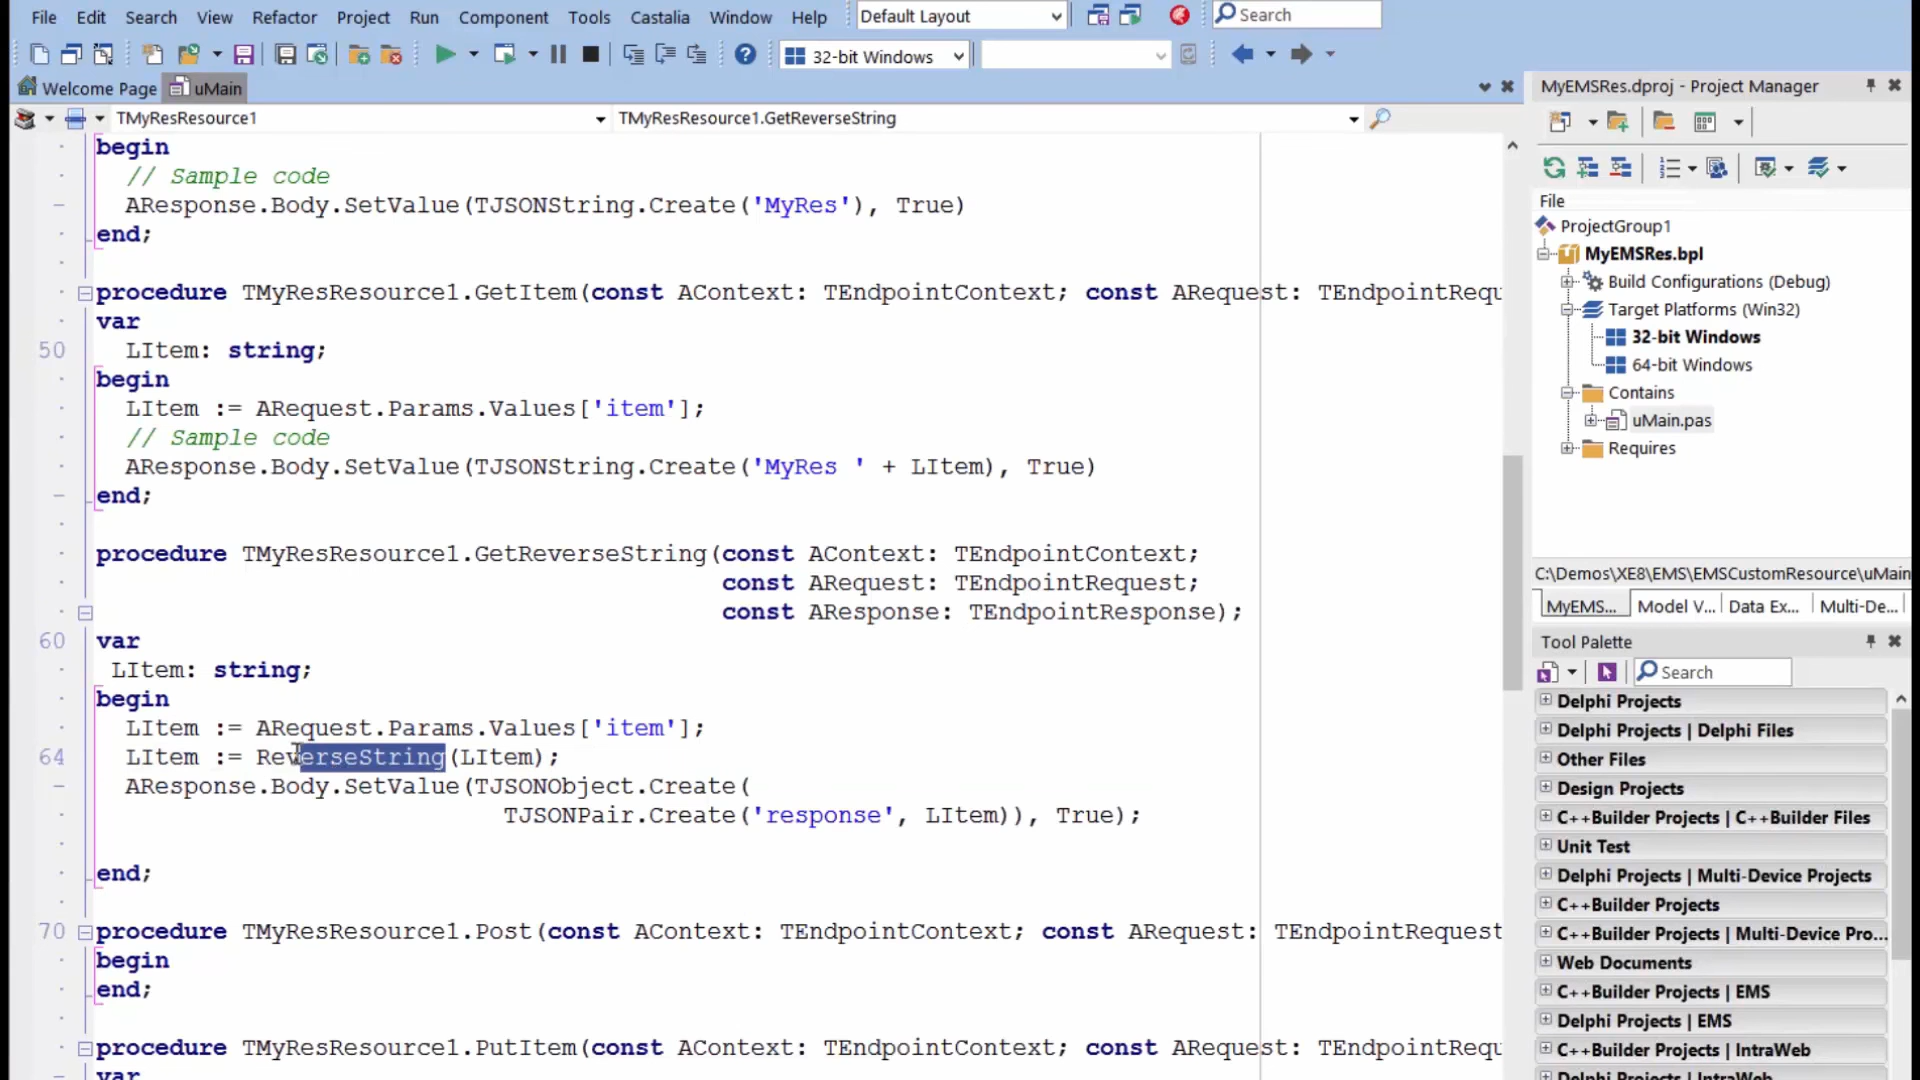 File Edit Search View Refactor Project Run Component Tools Castalia Window Help Default Layout Search
32-bit Windows
Welcome Page uMain
TMyResResource1 TMyResResource1.GetReverseString
begin
// Sample code
AResponse.Body.SetValue(TJSONString.Create('MyRes'), True)
end;
procedure TMyResResource1.GetItem(const AContext: TEndpointContext; const ARequest: TEndpointRequ
var
50 LItem: string;
begin
LItem := ARequest.Params.Values['item'];
// Sample code
AResponse.Body.SetValue(TJSONString.Create('MyRes ' + LItem), True)
end;
procedure TMyResResource1.GetReverseString(const AContext: TEndpointContext;
const ARequest: TEndpointRequest;
const AResponse: TEndpointResponse);
60 var
LItem: string;
begin
LItem := ARequest.Params.Values['item'];
64 LItem := ReverseString(LItem);
AResponse.Body.SetValue(TJSONObject.Create(
TJSONPair.Create('response', LItem)), True);
end;
70 procedure TMyResResource1.Post(const AContext: TEndpointContext; const ARequest: TEndpointRequest
begin
end;
procedure TMyResResource1.PutItem(const AContext: TEndpointContext; const ARequest: TEndpointRequ
var
MyEMSRes.dproj - Project Manager
File
ProjectGroup1
MyEMSRes.bpl
Build Configurations (Debug)
Target Platforms (Win32)
32-bit Windows
64-bit Windows
Contains
uMain.pas
Requires
C:\Demos\XE8\EMS\EMSCustomResource\uMain
MyEMS... Model V... Data Ex... Multi-De...
Tool Palette
Search
Delphi Projects
Delphi Projects | Delphi Files
Other Files
Design Projects
C++Builder Projects | C++Builder Files
Unit Test
Delphi Projects | Multi-Device Projects
C++Builder Projects
C++Builder Projects | Multi-Device Pro...
Web Documents
C++Builder Projects | EMS
Delphi Projects | EMS
C++Builder Projects | IntraWeb
Delphi Projects | IntraWeb